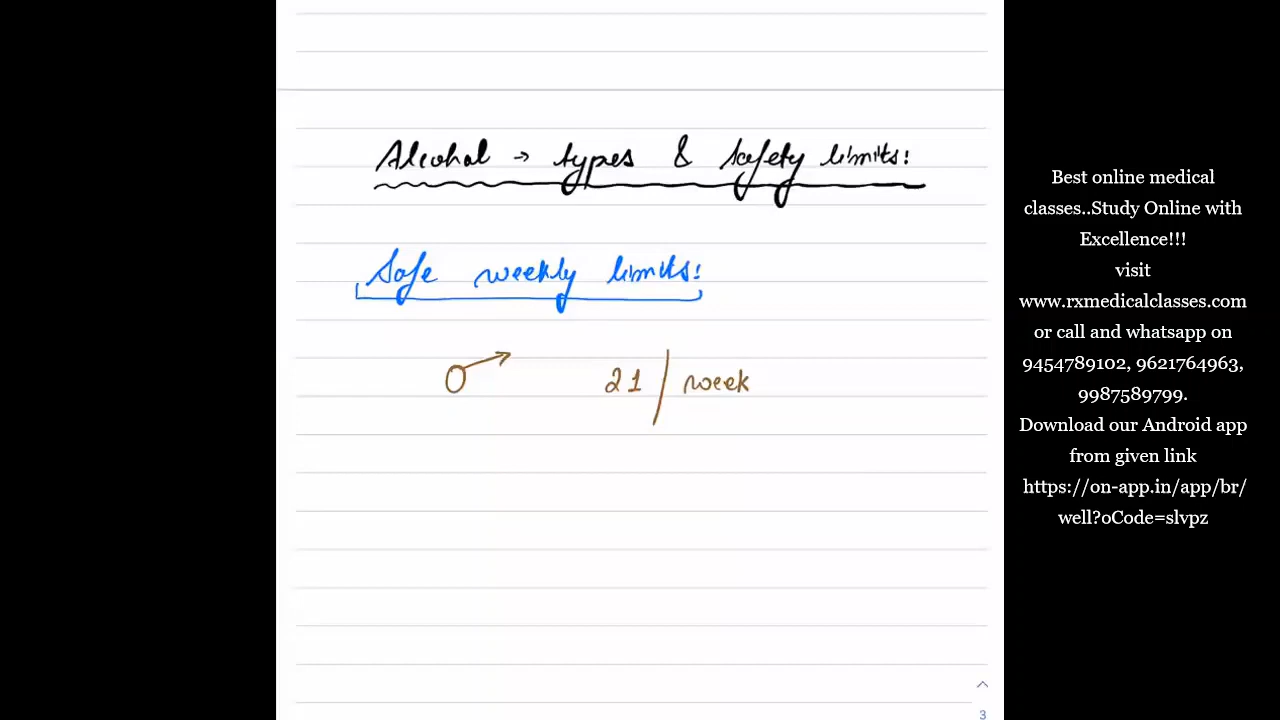 Alcohol → types & safety limits:
Safe weekly limits:
♂ 21 / week
Best online medical
classes..Study Online with
Excellence!!!
visit
www.rxmedicalclasses.com
or call and whatsapp on
9454789102, 9621764963,
9987589799.
Download our Android app
from given link
https://on-app.in/app/br/
well?oCode=slvpz
3